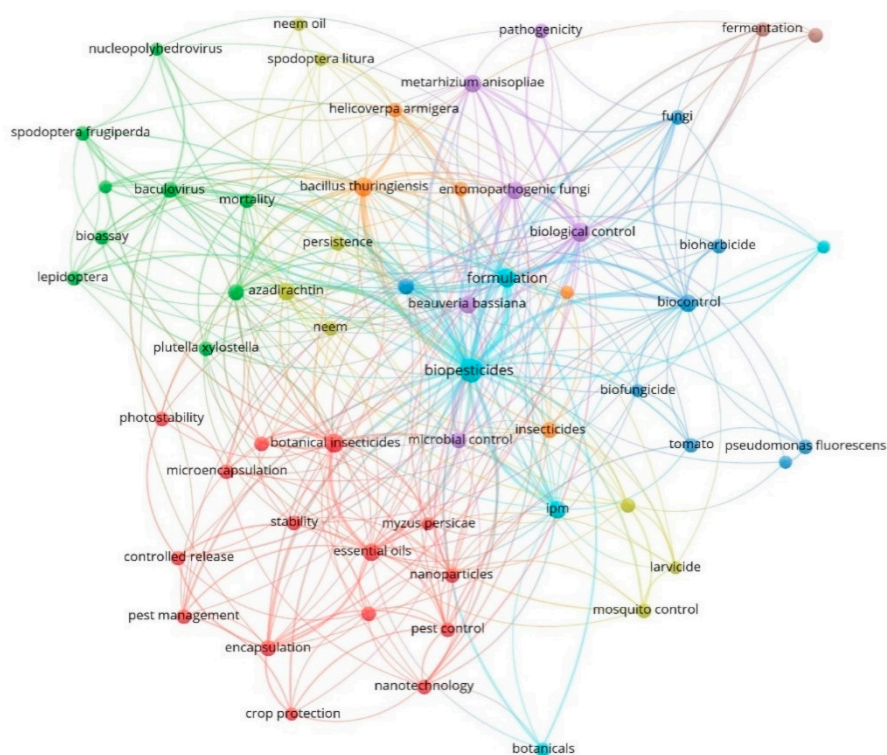 neem oil
pathogenicity
fermentation
nucleopolyhedrovirus
spodoptera litura
metarhizium anisopliae
helicoverpa armigera
fungi
spodoptera frugiperda
baculovirus
bacillus thuringiensis
entomopathogenic fungi
mortality
bioassay
persistence
biological control
bioherbicide
lepidoptera
formulation
azadirachtin
beauveria bassiana
biocontrol
neem
plutella xylostella
biopesticides
biofungicide
photostability
insecticides
botanical insecticides
microbial control
tomato
pseudomonas fluorescens
microencapsulation
ipm
stability
myzus persicae
controlled release
essential oils
larvicide
nanoparticles
pest management
mosquito control
pest control
encapsulation
nanotechnology
crop protection
botanicals